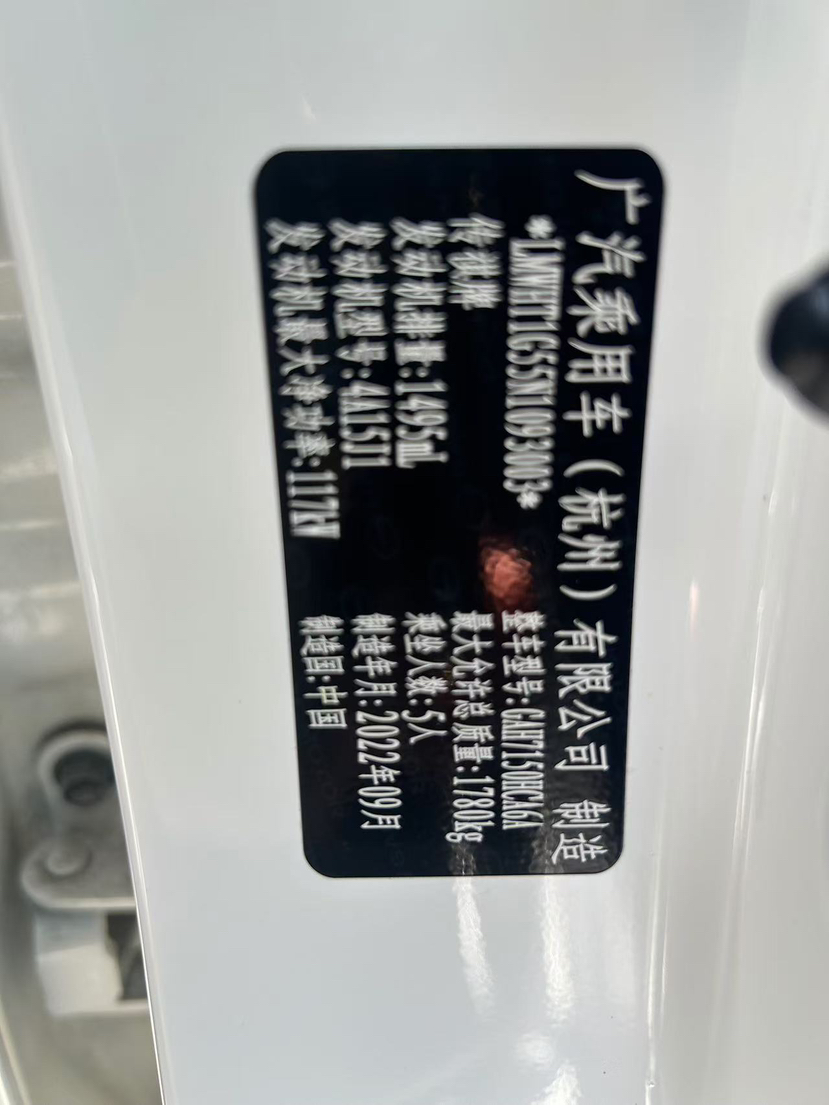 广汽乘用车（杭州）有限公司 制造
*LMWHT1G55N1093003*
传祺牌 整车型号:GAH7150HCA6A
发动机排量:1495mL 最大允许总质量:1780kg
发动机型号:4A15J1 乘坐人数:5人
发动机最大净功率:117kW 制造年月:2022年09月
制造国:中国